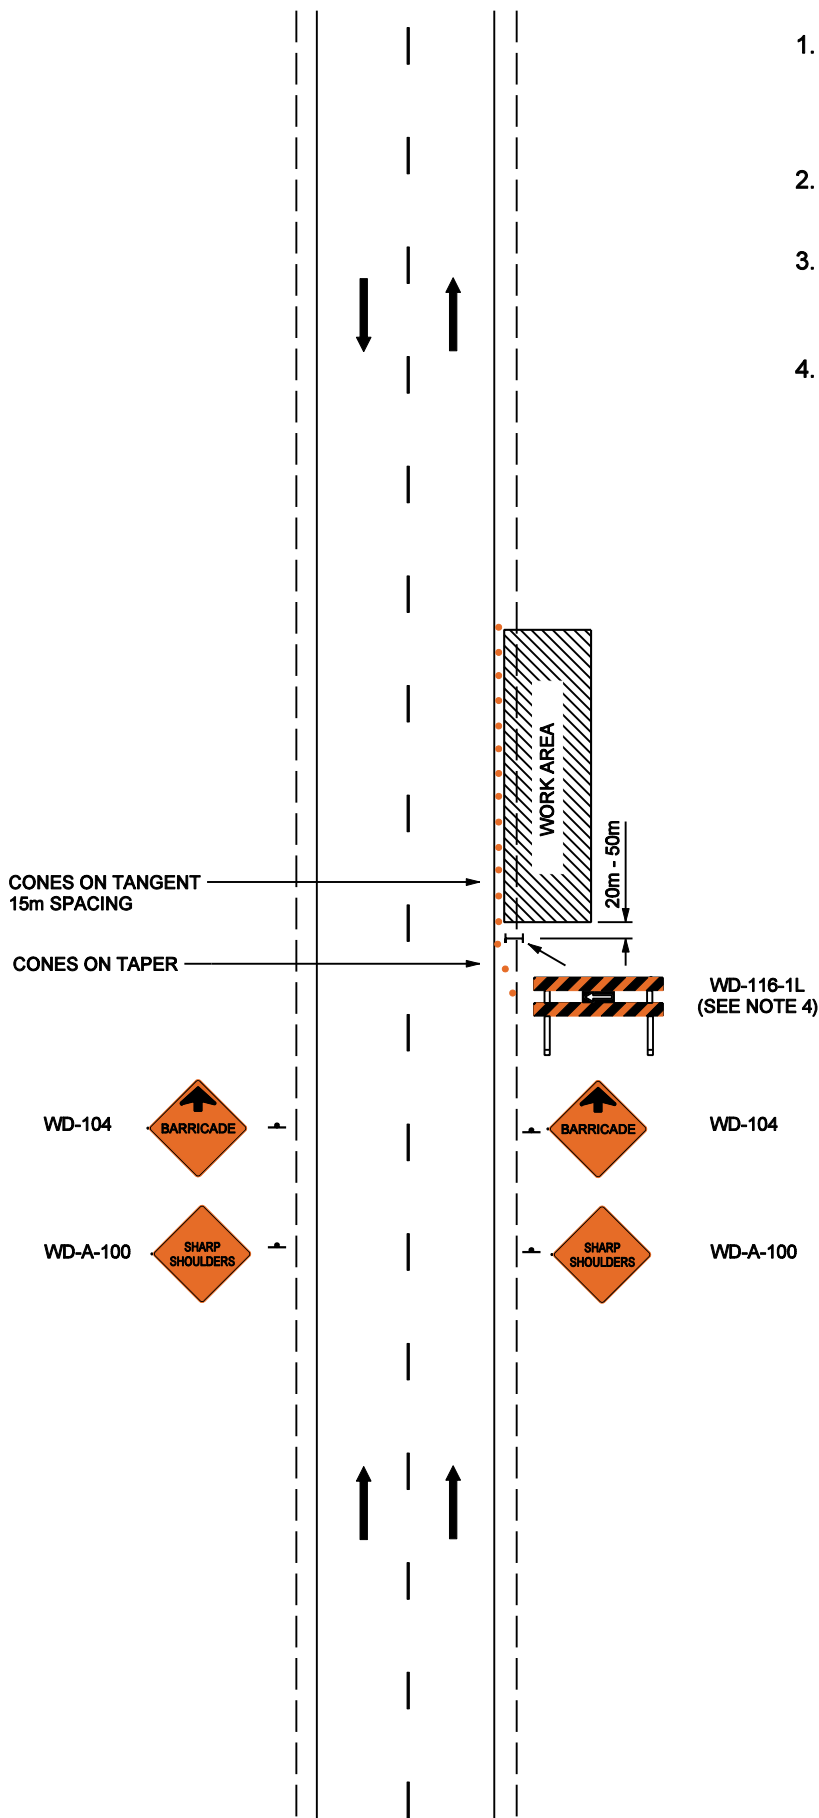 1.
2.
3.
4.
WORK AREA
20m - 50m
CONES ON TANGENT
15m SPACING
CONES ON TAPER
WD-116-1L
(SEE NOTE 4)
WD-104
BARRICADE
BARRICADE
WD-104
WD-A-100
SHARP
SHOULDERS
SHARP
SHOULDERS
WD-A-100